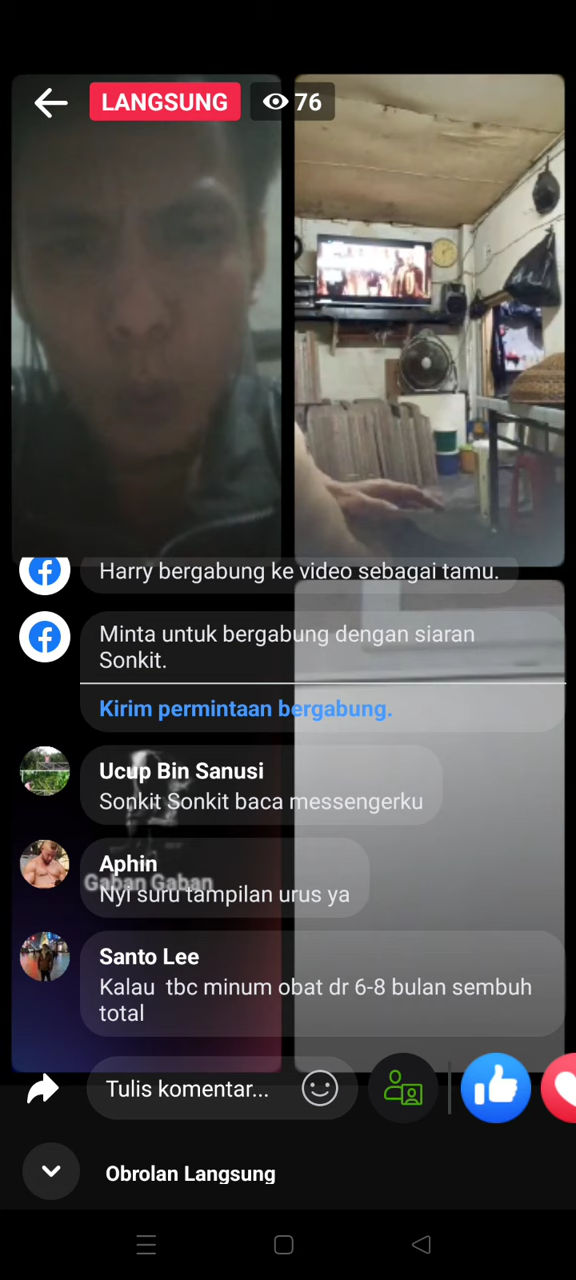 LANGSUNG
76
Harry bergabung ke video sebagai tamu.
Minta untuk bergabung dengan siaran
Sonkit.
Kirim permintaan bergabung.
Ucup Bin Sanusi
Sonkit Sonkit baca messengerku
Aphin
Gaban Gaban
Nyi suru tampilan urus ya
Santo Lee
Kalau tbc minum obat dr 6-8 bulan sembuh
total
Tulis komentar...
Obrolan Langsung